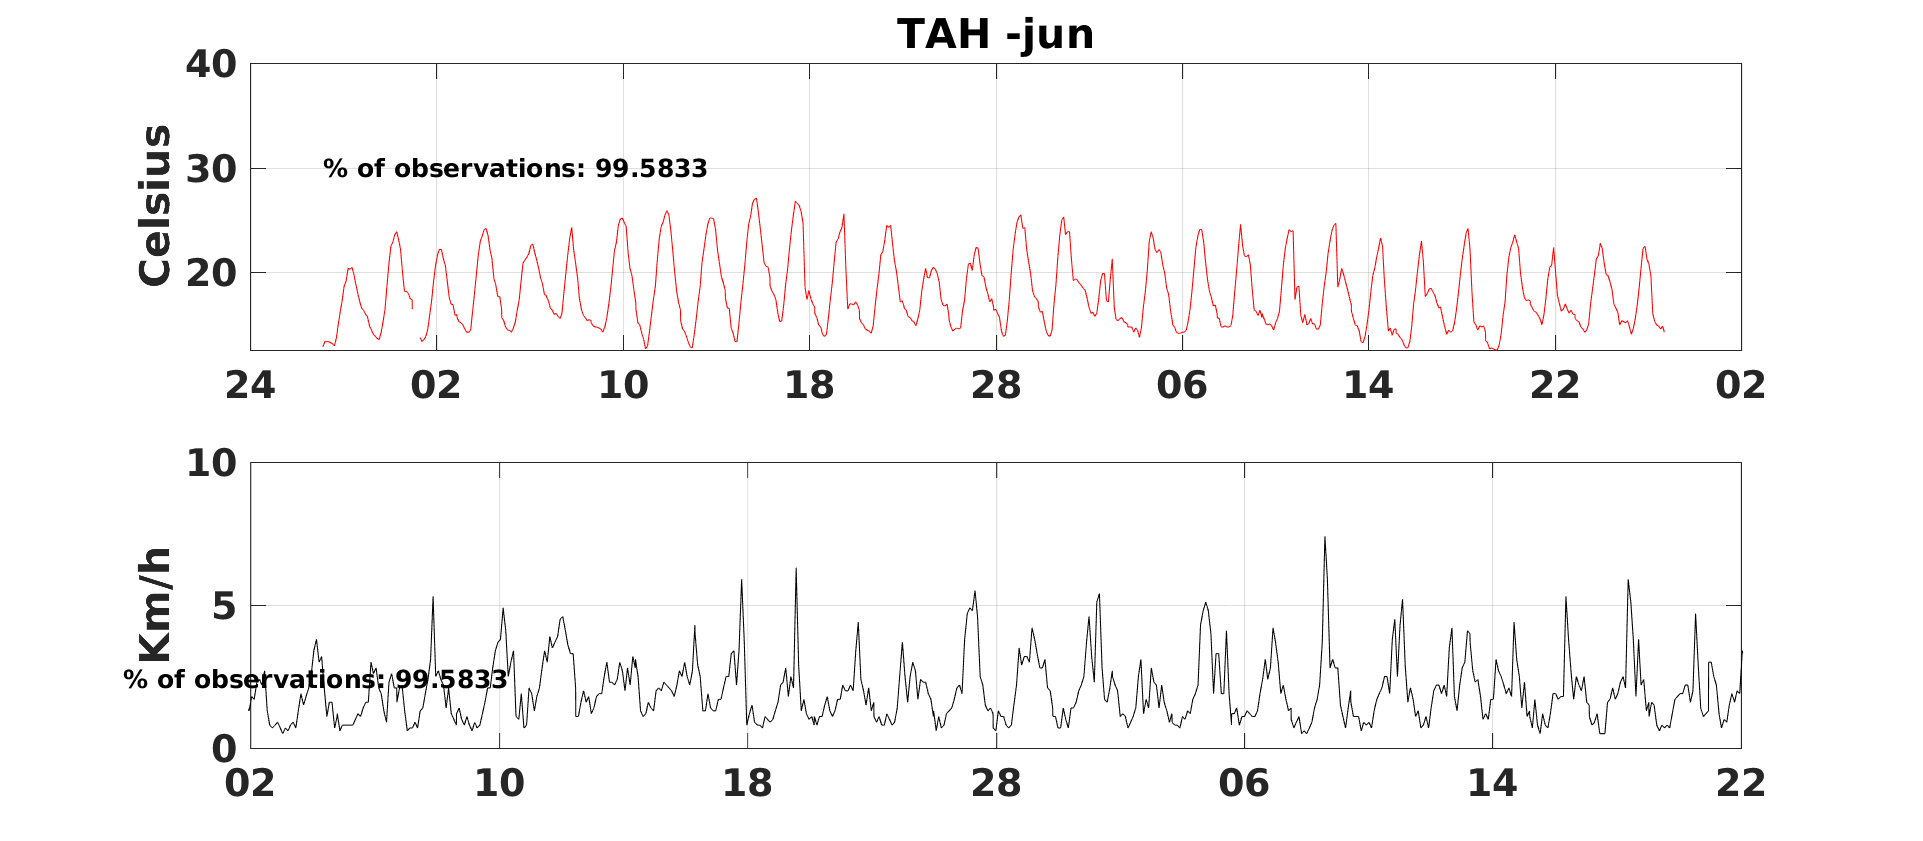 TAH -jun
40
30
20
Celsius
% of observations: 99.5833
24 02 10 18 28 06 14 22 02
10
5
0
Km/h
% of observations: 99.5833
02 10 18 28 06 14 22